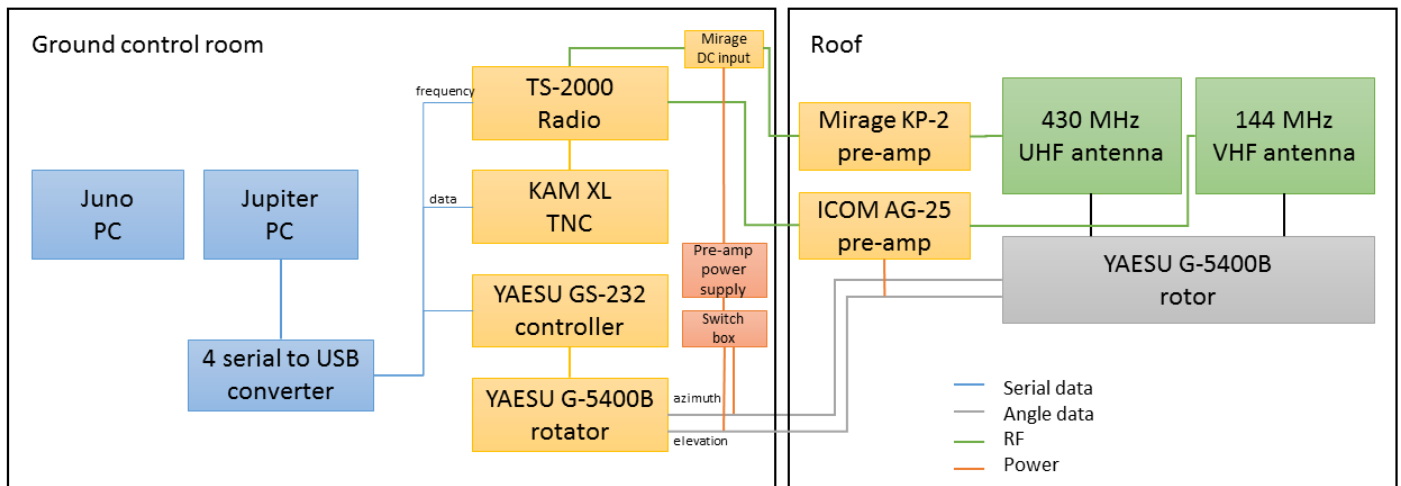 Ground control room
Mirage
DC input
frequency
TS-2000
Radio
Juno
PC
Jupiter
PC
data
KAM XL
TNC
Pre-amp
power
supply
YAESU GS-232
controller
Switch
box
4 serial to USB
converter
YAESU G-5400B
rotator
azimuth
elevation
Roof
Mirage KP-2
pre-amp
430 MHz
UHF antenna
144 MHz
VHF antenna
ICOM AG-25
pre-amp
YAESU G-5400B
rotor
Serial data
Angle data
RF
Power